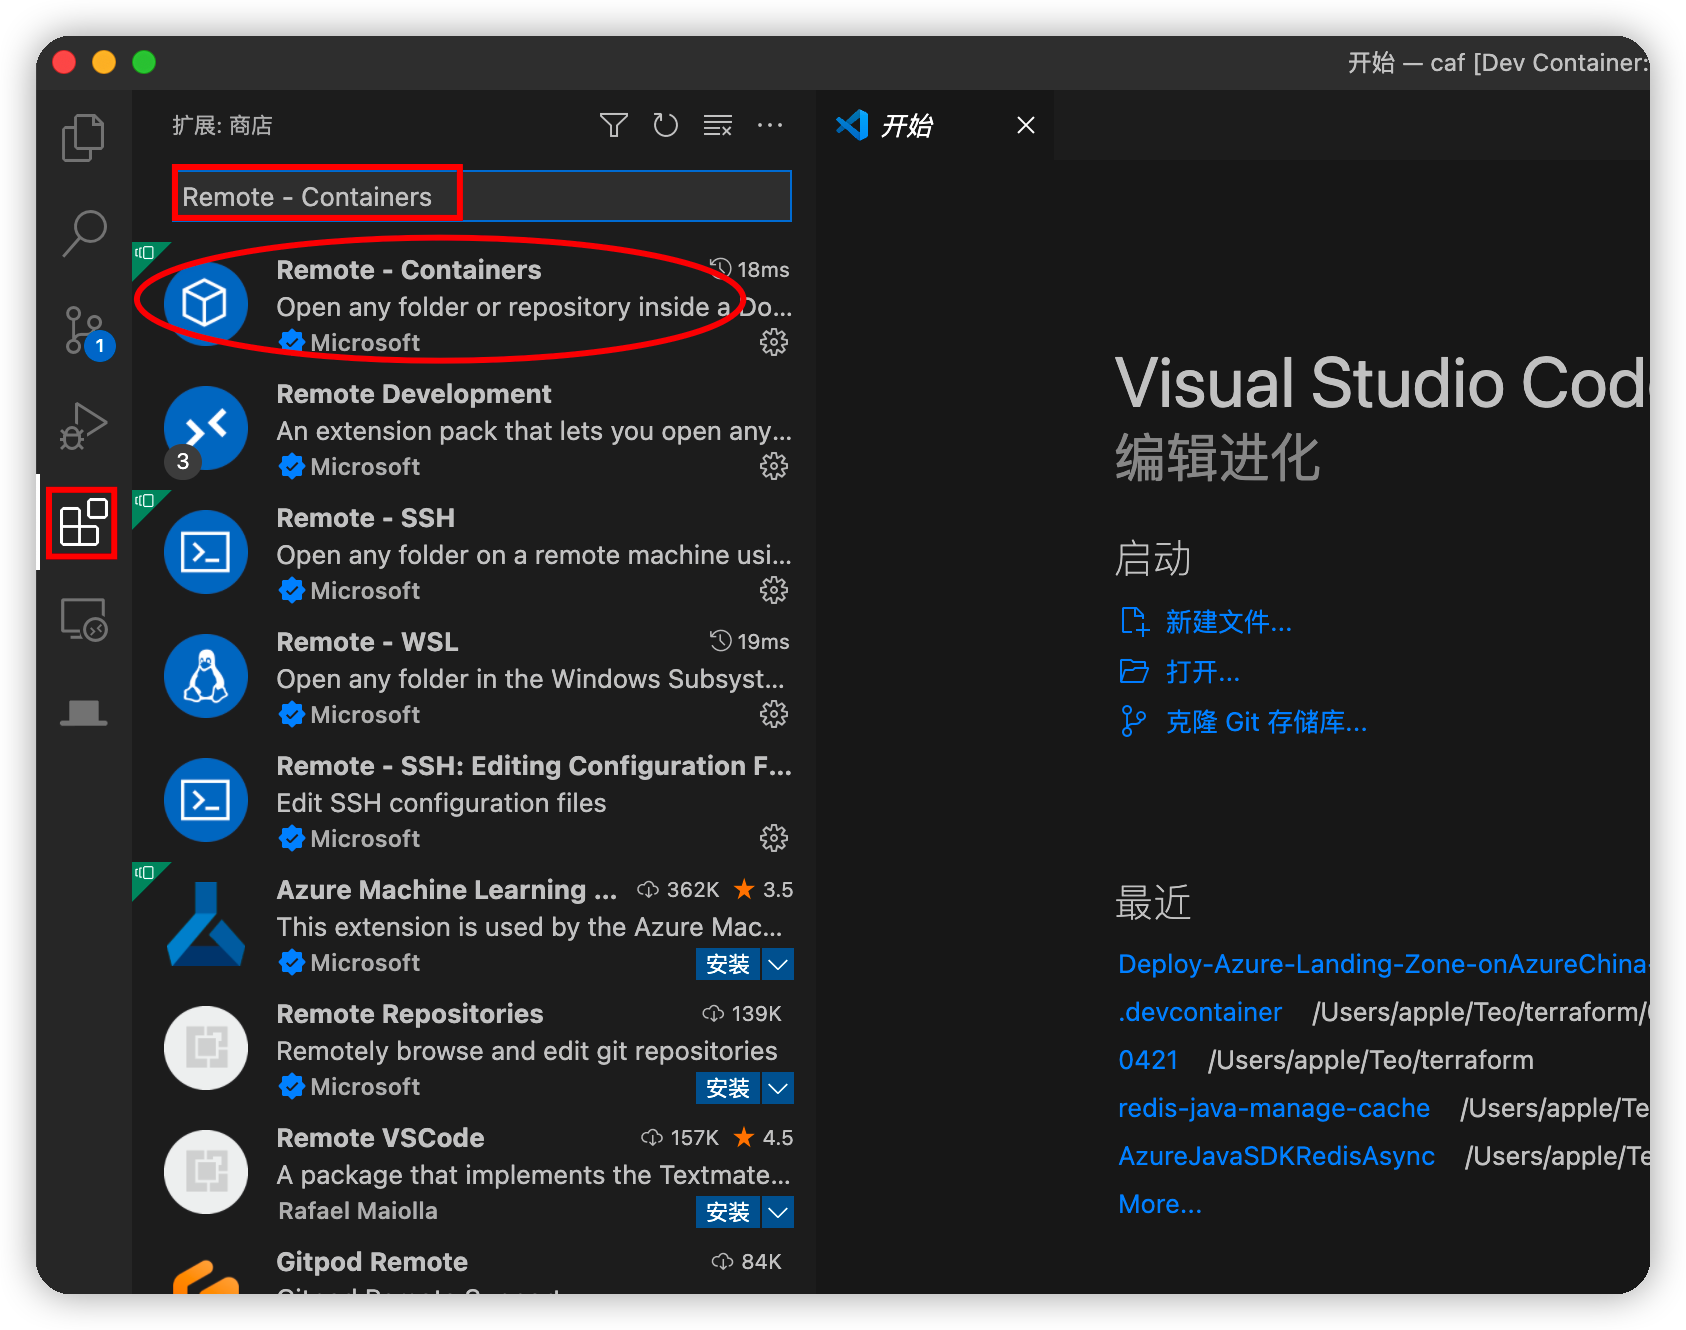 开始 — caf [Dev Container:
扩展: 商店
开始
Remote - Containers
Remote - Containers 18ms
Open any folder or repository inside a Do...
Microsoft
1
Remote Development
An extension pack that lets you open any...
3
Microsoft
Remote - SSH
Open any folder on a remote machine usi...
Microsoft
Remote - WSL 19ms
Open any folder in the Windows Subsyst...
Microsoft
Remote - SSH: Editing Configuration F...
Edit SSH configuration files
Microsoft
Azure Machine Learning ... 362K 3.5
This extension is used by the Azure Mac...
Microsoft 安装
Remote Repositories 139K
Remotely browse and edit git repositories
Microsoft 安装
Remote VSCode 157K 4.5
A package that implements the Textmate...
Rafael Maiolla 安装
Gitpod Remote 84K
Gitpod Remote Support
Visual Studio Code
编辑进化
启动
新建文件...
打开...
克隆 Git 存储库...
最近
Deploy-Azure-Landing-Zone-onAzureChina-
.devcontainer /Users/apple/Teo/terraform/
0421 /Users/apple/Teo/terraform
redis-java-manage-cache /Users/apple/Te
AzureJavaSDKRedisAsync /Users/apple/Te
More...